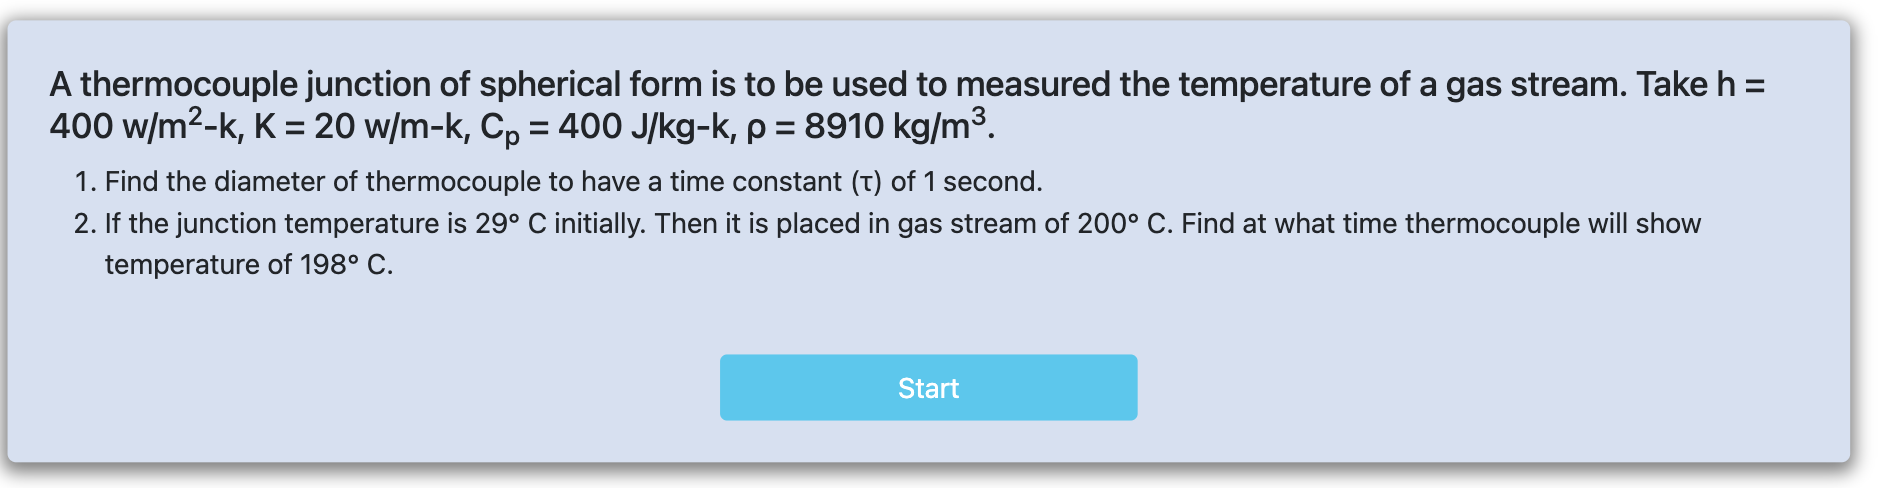 A thermocouple junction of spherical form is to be used to measured the temperature of a gas stream. Take h =
400 w/m²-k, K = 20 w/m-k, Cₚ = 400 J/kg-k, ρ = 8910 kg/m³.
1. Find the diameter of thermocouple to have a time constant (τ) of 1 second.
2. If the junction temperature is 29° C initially. Then it is placed in gas stream of 200° C. Find at what time thermocouple will show
temperature of 198° C.
Start